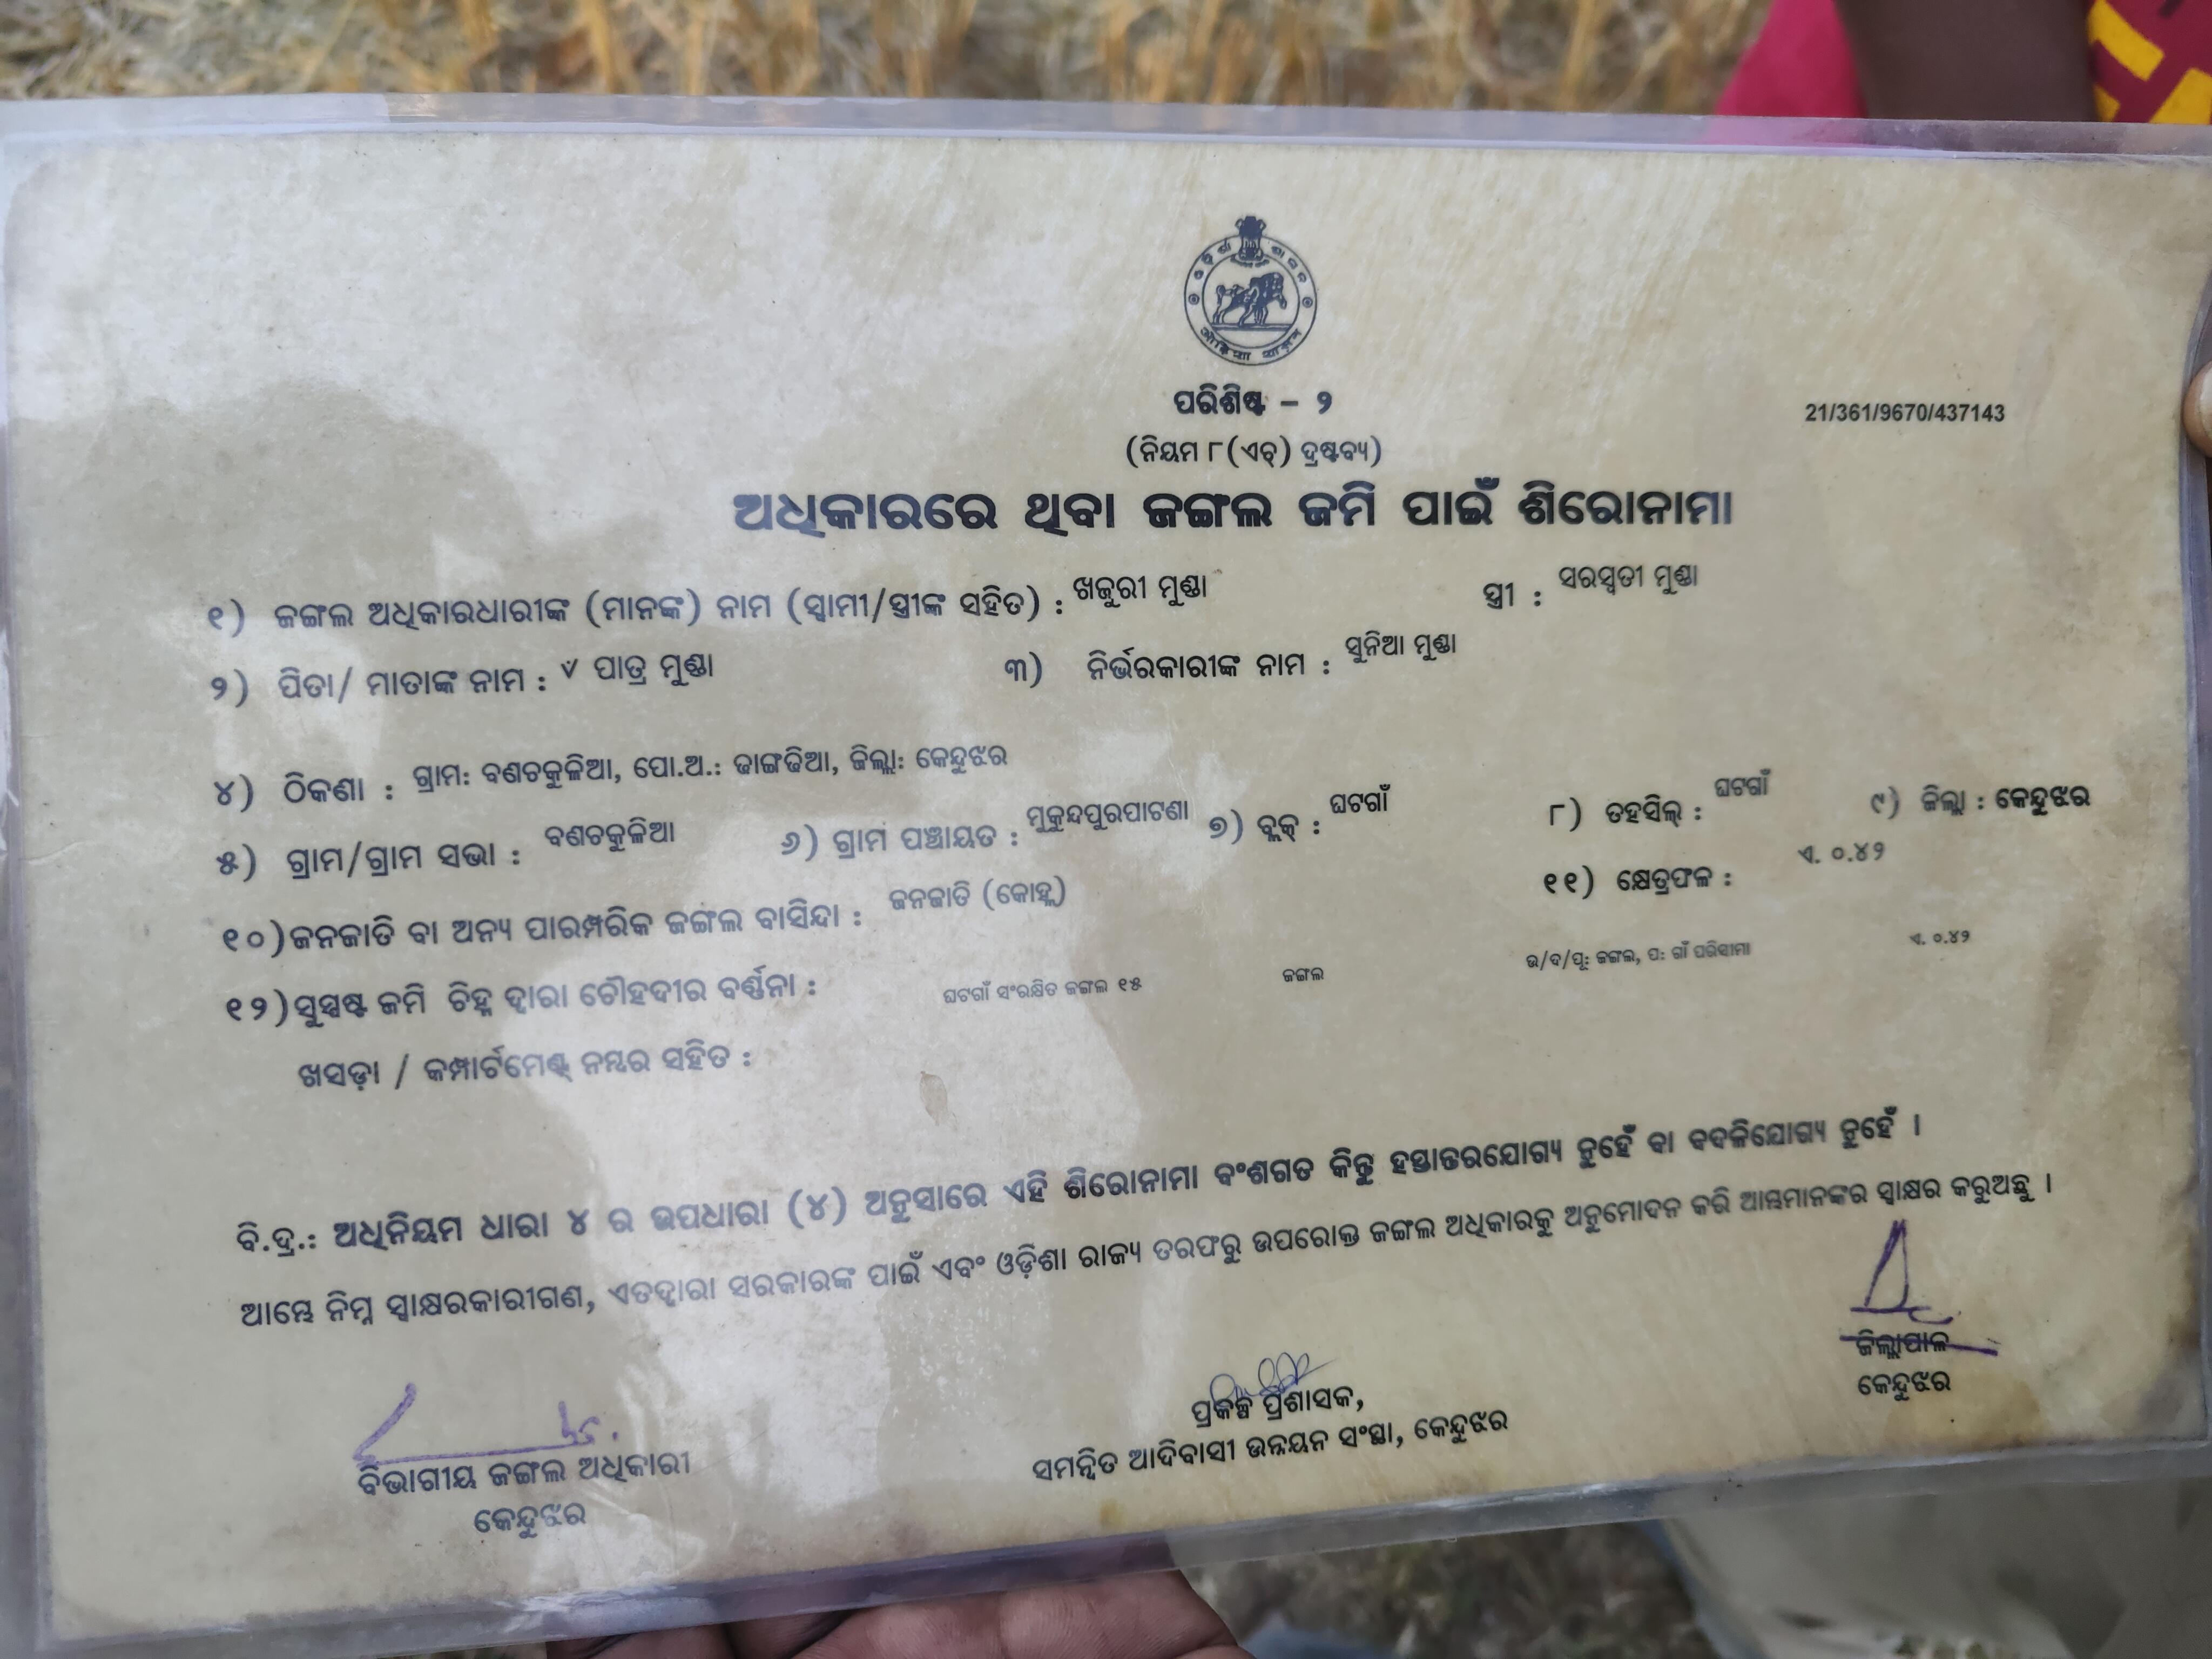 ପରିଶିଷ୍ଟ – ୨
21/361/9670/437143
(ନିୟମ ୮(ଏଚ୍) ଦ୍ରଷ୍ଟବ୍ୟ)
ଅଧିକାରରେ ଥିବା ଜଙ୍ଗଲ ଜମି ପାଇଁ ଶିରୋନାମା
୧) ଜଙ୍ଗଲ ଅଧିକାରଧାରୀଙ୍କ (ମାନଙ୍କ) ନାମ (ସ୍ୱାମୀ/ସ୍ତ୍ରୀଙ୍କ ସହିତ) : ଖଜୁରୀ ମୁଣ୍ଡା ସ୍ତ୍ରୀ : ସରସ୍ବତୀ ମୁଣ୍ଡା
୨) ପିତା/ ମାତାଙ୍କ ନାମ : ପାତ୍ର ମୁଣ୍ଡା ୩) ନିର୍ଭରକାରୀଙ୍କ ନାମ : ସୁନିଆ ମୁଣ୍ଡା
୪) ଠିକଣା : ଗ୍ରାମ: ବଣଚକୁଳିଆ, ପୋ.ଅ.: ଢାଙ୍ଗଢିଆ, ଜିଲ୍ଲା: କେନ୍ଦୁଝର
୫) ଗ୍ରାମ/ଗ୍ରାମ ସଭା : ବଣଚକୁଳିଆ ୬) ଗ୍ରାମ ପଞ୍ଚାୟତ : ମୁକୁନ୍ଦପୁରପାଟଣା ୭) ବ୍ଲକ୍ : ଘଟଗାଁ ୮) ତହସିଲ୍ : ଘଟଗାଁ ୯) ଜିଲ୍ଲା : କେନ୍ଦୁଝର
୧୦)ଜନଜାତି ବା ଅନ୍ୟ ପାରମ୍ପରିକ ଜଙ୍ଗଲ ବାସିନ୍ଦା : ଜନଜାତି (କୋହ୍ଲ) ୧୧) କ୍ଷେତ୍ରଫଳ : ଏ. ୦.୪୨
୧୨)ସୁସ୍ପଷ୍ଟ ଜମି ଚିହ୍ନ ଦ୍ୱାରା ଚୌହଦୀର ବର୍ଣ୍ଣନା : ଘଟଗାଁ ସଂରକ୍ଷିତ ଜଙ୍ଗଲ ୧୫ ଜଙ୍ଗଲ ଉ/ଦ/ପୂ: ଜଙ୍ଗଲ, ପ: ଗାଁ ପରିସୀମା ଏ. ୦.୪୨
ଖସଡ଼ା / କମ୍ପାର୍ଟମେଣ୍ଟ୍ ନମ୍ବର ସହିତ :
ବି.ଦ୍ର.: ଅଧିନିୟମ ଧାରା ୪ ର ଉପଧାରା (୪) ଅନୁସାରେ ଏହି ଶିରୋନାମା ବଂଶଗତ କିନ୍ତୁ ହସ୍ତାନ୍ତରଯୋଗ୍ୟ ନୁହେଁ ବା ବଦଳିଯୋଗ୍ୟ ନୁହେଁ ।
ଆମ୍ଭେ ନିମ୍ନ ସ୍ୱାକ୍ଷରକାରୀଗଣ, ଏତଦ୍ୱାରା ସରକାରଙ୍କ ପାଇଁ ଏବଂ ଓଡ଼ିଶା ରାଜ୍ୟ ତରଫରୁ ଉପରୋକ୍ତ ଜଙ୍ଗଲ ଅଧିକାରକୁ ଅନୁମୋଦନ କରି ଆମ୍ଭମାନଙ୍କର ସ୍ୱାକ୍ଷର କରୁଅଛୁ ।
ବିଭାଗୀୟ ଜଙ୍ଗଲ ଅଧିକାରୀ
କେନ୍ଦୁଝର
ପ୍ରକଳ୍ପ ପ୍ରଶାସକ,
ସମନ୍ୱିତ ଆଦିବାସୀ ଉନ୍ନୟନ ସଂସ୍ଥା, କେନ୍ଦୁଝର
ଜିଲ୍ଲାପାଳ
କେନ୍ଦୁଝର